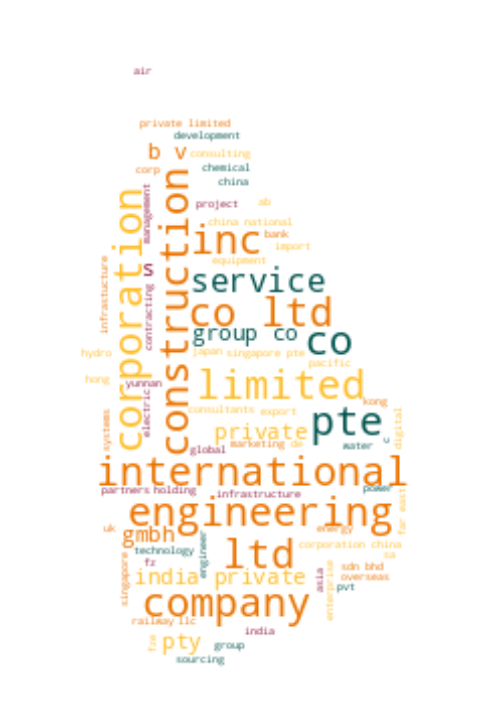 air
private limited
development
b v
consulting
corp
chemical
china
management
construction
corporation
project
ab
china national
inc
bank
import
equipment
infrastucture
s
service
contracting
co ltd
group co
co
hydro
japan
singapore pte
pacific
hong
yunnan
limited
electric
kong
consultants
export
pte
digital
systems
private
marketing
de
water
global
international
partners
holding
infrastructure
power
far east
engineering
uk
gmbh
engineer
energy
technology
ltd
corporation china
sa
fz
singapore
india private
asia
enterprise
sdn bhd
overseas
pvt
company
railway
llc
india
fze
pty
group
sourcing